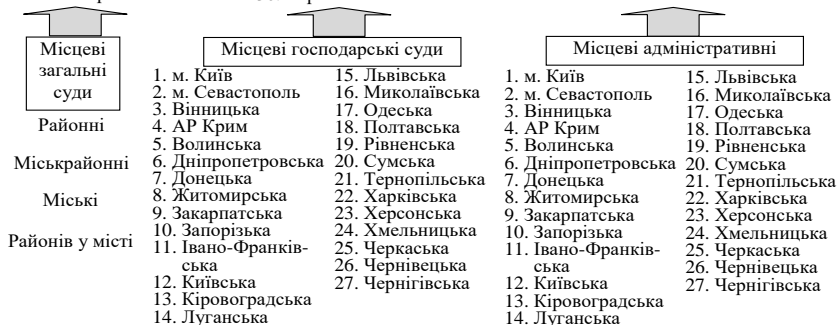 Місцеві
загальні
суди
Районні
Міськрайонні
Міські
Районів у місті
Місцеві господарські суди
1. м. Київ
2. м. Севастополь
3. Вінницька
4. АР Крим
5. Волинська
6. Дніпропетровська
7. Донецька
8. Житомирська
9. Закарпатська
10. Запорізька
11. Івано-Франків-
ська
12. Київська
13. Кіровоградська
14. Луганська
15. Львівська
16. Миколаївська
17. Одеська
18. Полтавська
19. Рівненська
20. Сумська
21. Тернопільська
22. Харківська
23. Херсонська
24. Хмельницька
25. Черкаська
26. Чернівецька
27. Чернігівська
Місцеві адміністративні
1. м. Київ
2. м. Севастополь
3. Вінницька
4. АР Крим
5. Волинська
6. Дніпропетровська
7. Донецька
8. Житомирська
9. Закарпатська
10. Запорізька
11. Івано-Франків-
ська
12. Київська
13. Кіровоградська
14. Луганська
15. Львівська
16. Миколаївська
17. Одеська
18. Полтавська
19. Рівненська
20. Сумська
21. Тернопільська
22. Харківська
23. Херсонська
24. Хмельницька
25. Черкаська
26. Чернівецька
27. Чернігівська